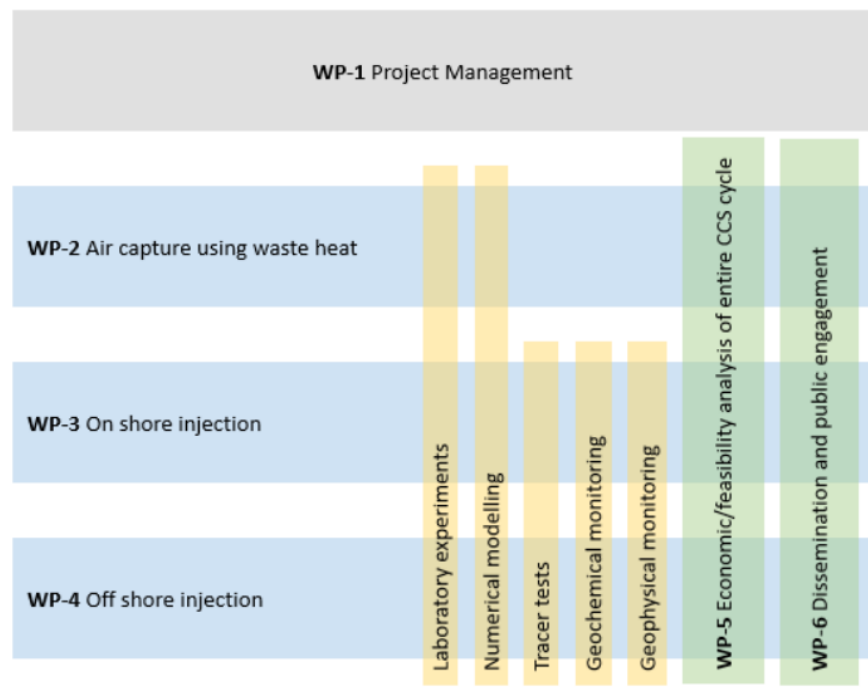 WP-1 Project Management
WP-2 Air capture using waste heat
WP-3 On shore injection
WP-4 Off shore injection
Laboratory experiments
Numerical modelling
Tracer tests
Geochemical monitoring
Geophysical monitoring
WP-5 Economic/feasibility analysis of entire CCS cycle
WP-6 Dissemination and public engagement